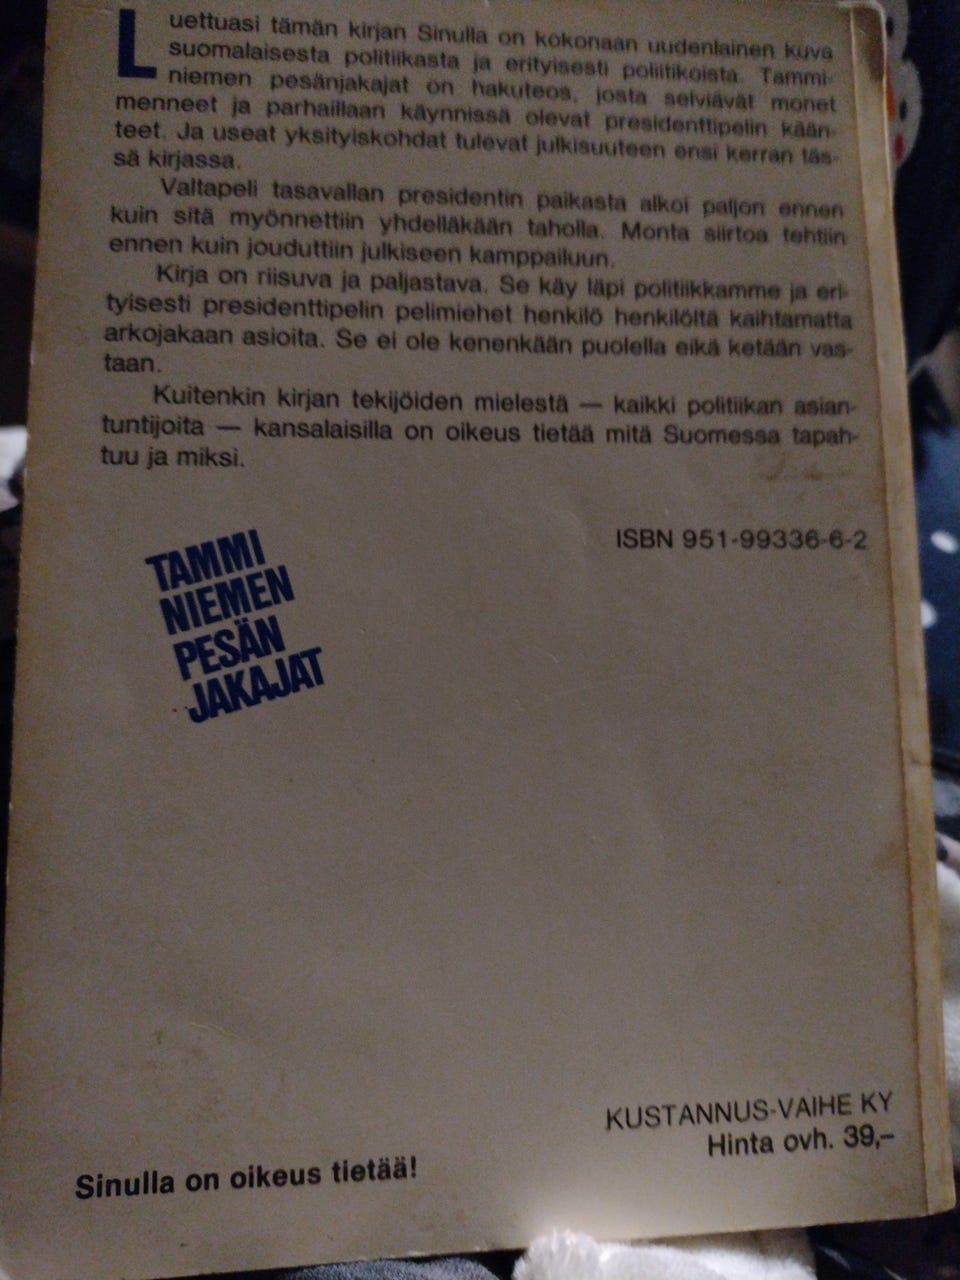 Luettuasi tämän kirjan Sinulla on kokonaan uudenlainen kuva
suomalaisesta politiikasta ja erityisesti poliitikoista. Tammi-
niemen pesänjakajat on hakuteos, josta selviävät monet
menneet ja parhaillaan käynnissä olevat presidenttipelin kään-
teet. Ja useat yksityiskohdat tulevat julkisuuteen ensi kerran täs-
sä kirjassa.
Valtapeli tasavallan presidentin paikasta alkoi paljon ennen
kuin sitä myönnettiin yhdelläkään taholla. Monta siirtoa tehtiin
ennen kuin jouduttiin julkiseen kamppailuun.
Kirja on riisuva ja paljastava. Se käy läpi politiikkamme ja eri-
tyisesti presidenttipelin pelimiehet henkilö henkilöltä kaihtamatta
arkojakaan asioita. Se ei ole kenenkään puolella eikä ketään vas-
taan.
Kuitenkin kirjan tekijöiden mielestä — kaikki politiikan asian-
tuntijoita — kansalaisilla on oikeus tietää mitä Suomessa tapah-
tuu ja miksi.
ISBN 951-99336-6-2
TAMMI
NIEMEN
PESÄN
JAKAJAT
KUSTANNUS-VAIHE KY
Hinta ovh. 39,–
Sinulla on oikeus tietää!